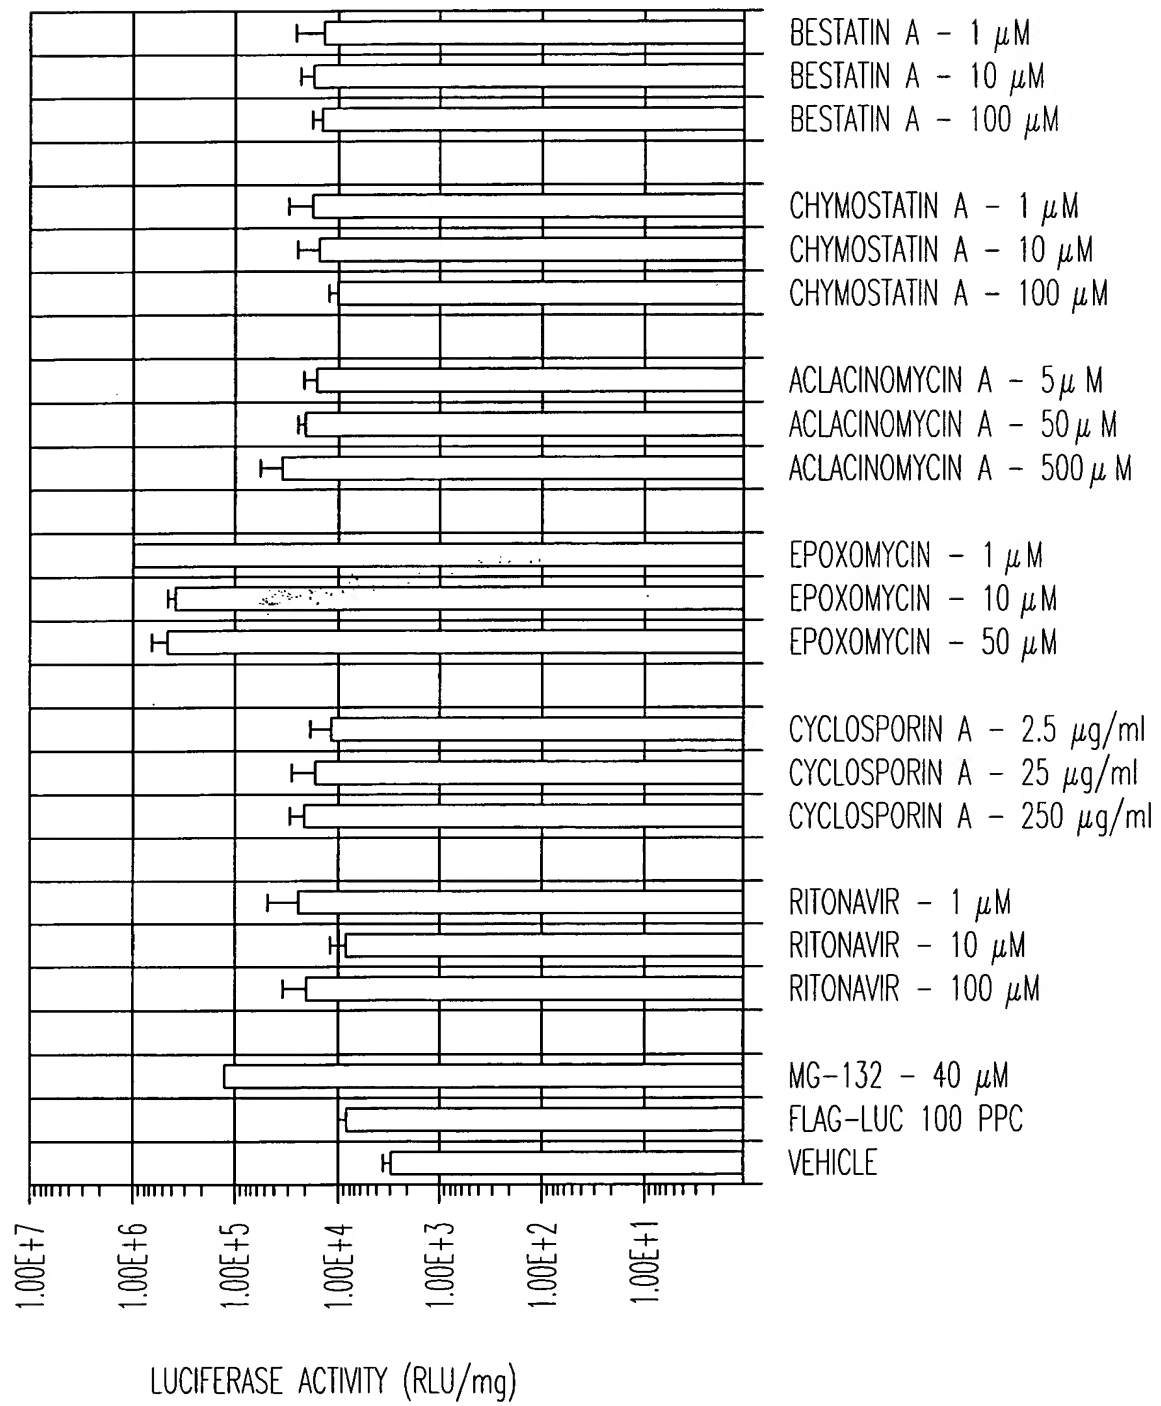 BESTATIN A - 1 μM
BESTATIN A - 10 μM
BESTATIN A - 100 μM
CHYMOSTATIN A - 1 μM
CHYMOSTATIN A - 10 μM
CHYMOSTATIN A - 100 μM
ACLACINOMYCIN A - 5μ M
ACLACINOMYCIN A - 50μ M
ACLACINOMYCIN A - 500μ M
EPOXOMYCIN - 1 μM
EPOXOMYCIN - 10 μM
EPOXOMYCIN - 50 μM
CYCLOSPORIN A - 2.5 μg/ml
CYCLOSPORIN A - 25 μg/ml
CYCLOSPORIN A - 250 μg/ml
RITONAVIR - 1 μM
RITONAVIR - 10 μM
RITONAVIR - 100 μM
MG-132 - 40 μM
FLAG-LUC 100 PPC
VEHICLE
1.00E+7
1.00E+6
1.00E+5
1.00E+4
1.00E+3
1.00E+2
1.00E+1
LUCIFERASE ACTIVITY (RLU/mg)